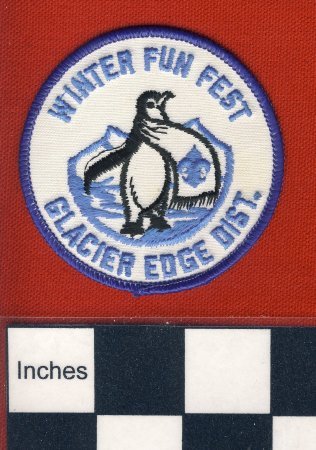 WINTER FUN FEST
GLACIER EDGE DIST.
Inches